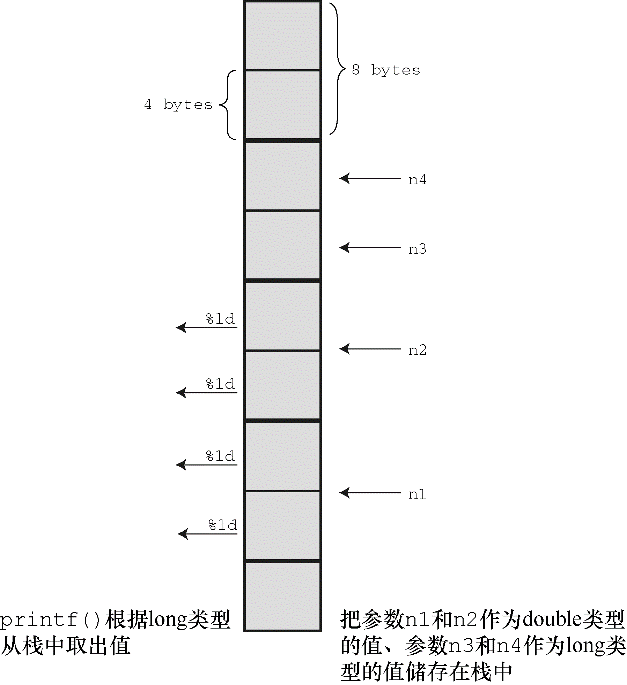 8 bytes
4 bytes
n4
n3
%ld
n2
%ld
%ld
n1
%ld
printf()根据long类型
从栈中取出值
把参数n1和n2作为double类型
的值、参数n3和n4作为long类
型的值储存在栈中